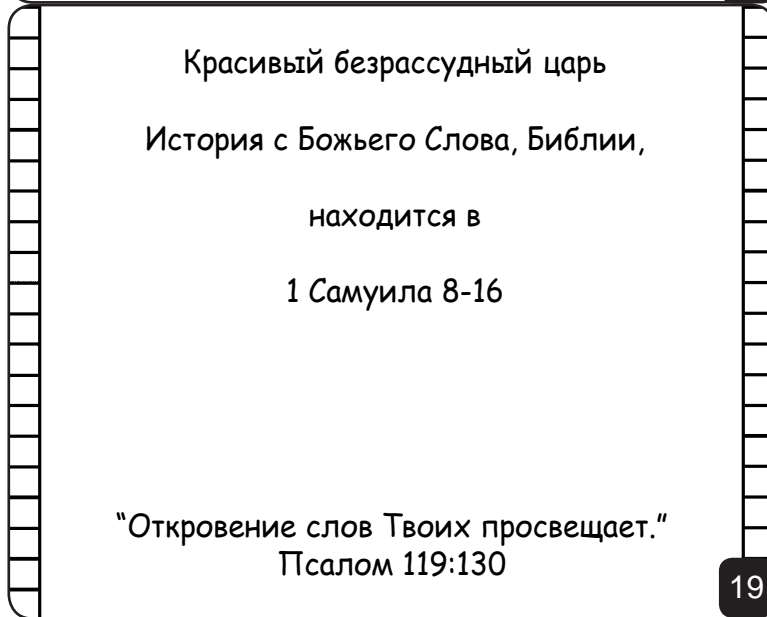 Красивый безрассудный царь
История с Божьего Слова, Библии,
находится в
1 Самуила 8-16
“Откровение слов Твоих просвещает.”
Псалом 119:130
19